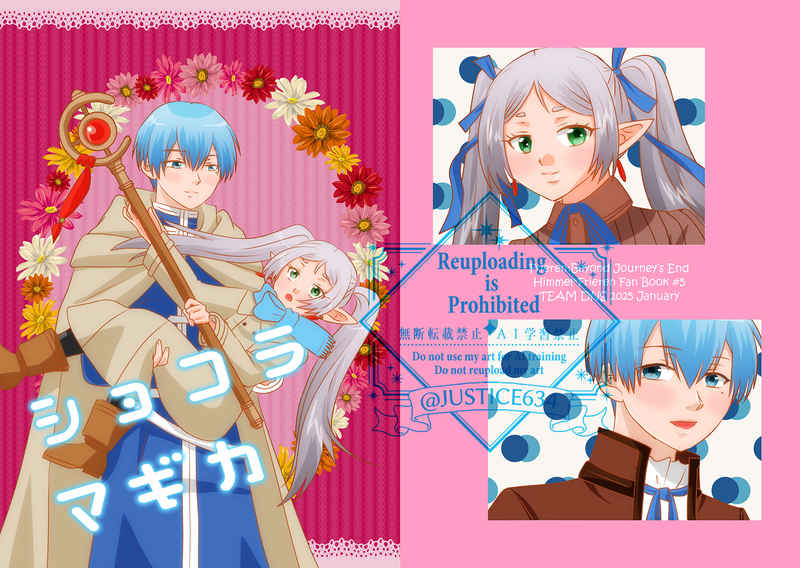 ショコラ
マギカ
Beyond Journey's End
Himmel Frieren Fan Book #5
2025 January
Reuploading
is
Prohibited
無断転載禁止 AI学習禁止
Do not use my art for AI training
Do not reupload my art